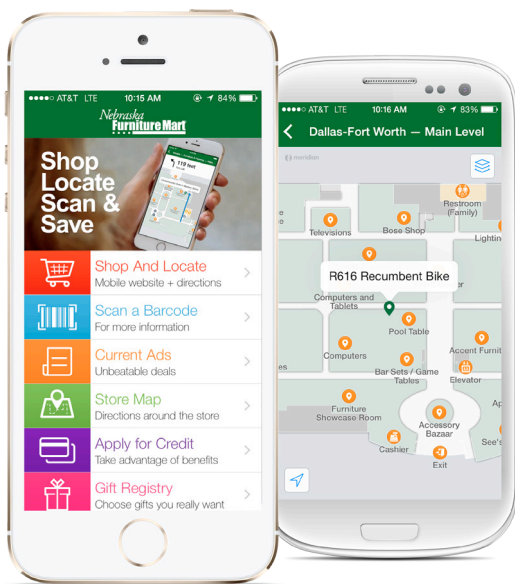 AT&T LTE 10:15 AM 84%
Nebraska
Furniture Mart
Shop
Locate
Scan &
Save
119 feet
Shop And Locate
Mobile website + directions
Scan a Barcode
For more information
Current Ads
Unbeatable deals
Store Map
Directions around the store
Apply for Credit
Take advantage of benefits
Gift Registry
Choose gifts you really want
AT&T LTE 10:16 AM 83%
Dallas-Fort Worth — Main Level
meridian
Restroom
(Family)
Televisions
Bose Shop
Lightin
R616 Recumbent Bike
Computers and
Tablets
Pool Table
Computers
Accent Furnit
Bar Sets / Game
Tables
Elevator
Furniture
Showcase Room
Accessory
Bazaar
Cashier
See's
Exit